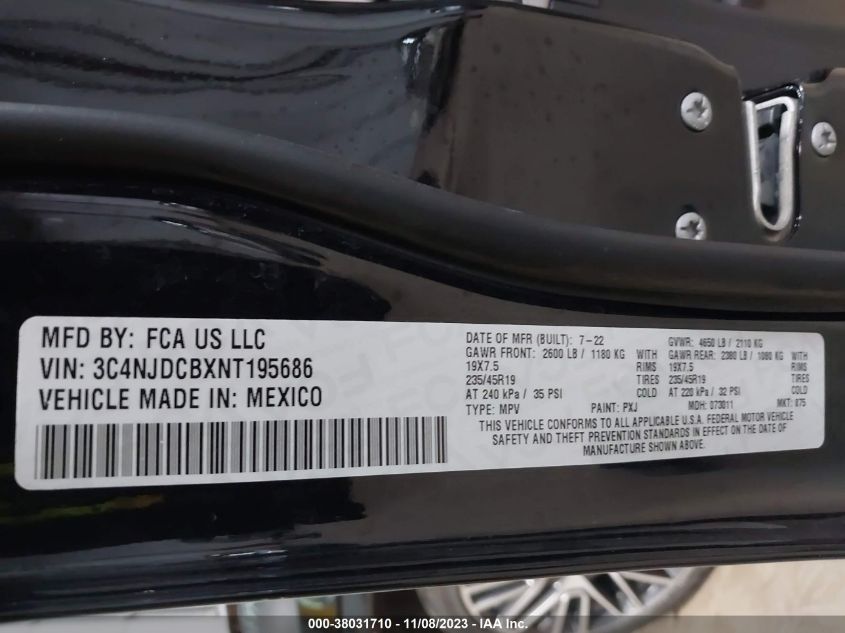 MFD BY: FCA US LLC
VIN: 3C4NJDCBXNT195686
VEHICLE MADE IN: MEXICO
DATE OF MFR (BUILT): 7-22 GVWR: 4650 LB / 2110 KG
GAWR FRONT: 2600 LB / 1180 KG WITH GAWR REAR: 2380 LB / 1080 KG WITH
19X7.5 RIMS 19X7.5 RIMS
235/45R19 TIRES 235/45R19 TIRES
AT 240 kPa / 35 PSI COLD AT 220 kPa / 32 PSI COLD
TYPE: MPV PAINT: PXJ MDH: 073011 MKT: 075
THIS VEHICLE CONFORMS TO ALL APPLICABLE U.S.A. FEDERAL MOTOR VEHICLE
SAFETY AND THEFT PREVENTION STANDARDS IN EFFECT ON THE DATE OF
MANUFACTURE SHOWN ABOVE.
000-38031710 - 11/08/2023 - IAA Inc.